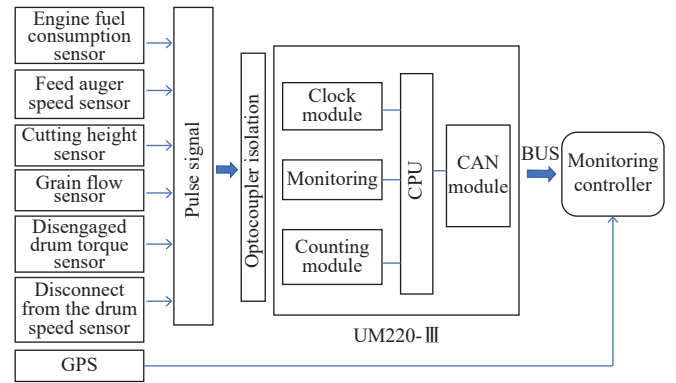 Engine fuel
consumption
sensor
Feed auger
speed sensor
Cutting height
sensor
Grain flow
sensor
Disengaged
drum torque
sensor
Disconnect
from the drum
speed sensor
GPS
Pulse signal
Optocoupler isolation
Clock
module
Monitoring
Counting
module
CPU
CAN
module
UM220-Ⅲ
BUS
Monitoring
controller